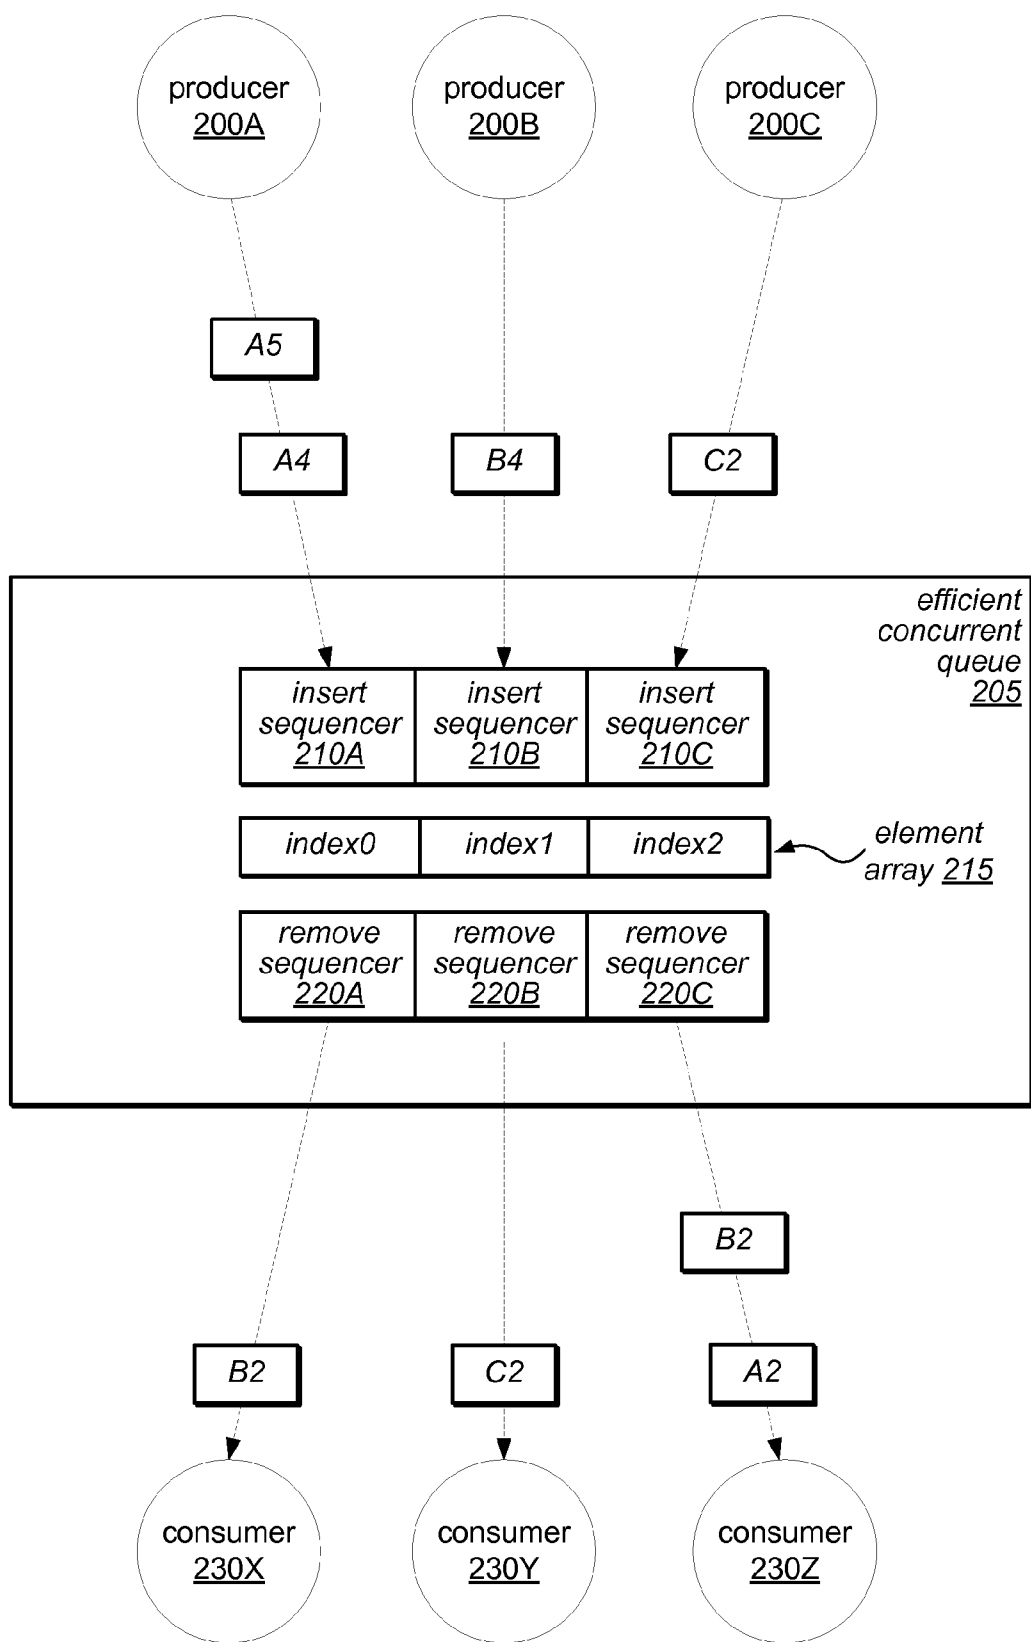 producer
200A
producer
200B
producer
200C
A5
A4
B4
C2
efficient
concurrent
queue
205
insert
sequencer
210A
insert
sequencer
210B
insert
sequencer
210C
index0
index1
index2
element
array 215
remove
sequencer
220A
remove
sequencer
220B
remove
sequencer
220C
B2
B2
C2
A2
consumer
230X
consumer
230Y
consumer
230Z